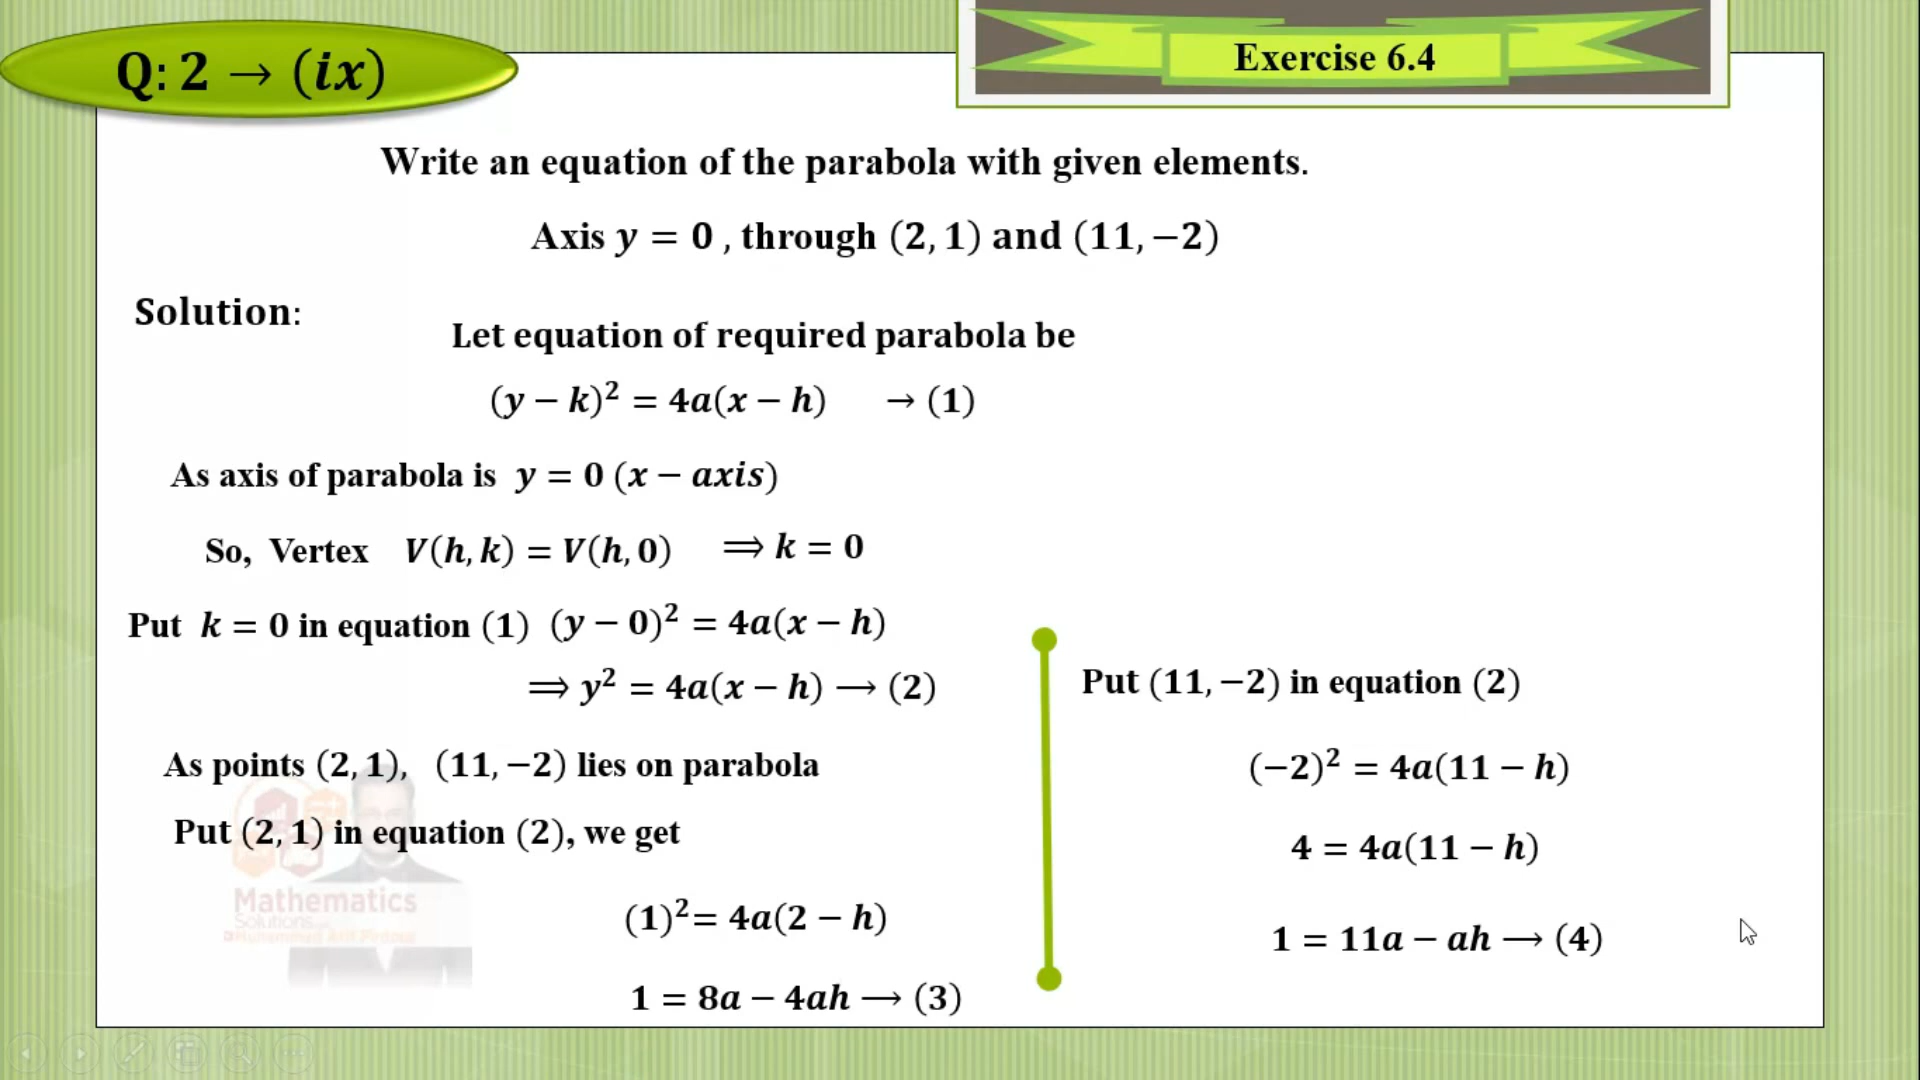 Q: 2 → (ix)
Exercise 6.4
Write an equation of the parabola with given elements.
Axis y = 0 , through (2, 1) and (11, −2)
Solution:
Let equation of required parabola be
(y − k)² = 4a(x − h) → (1)
As axis of parabola is y = 0 (x − axis)
So, Vertex V(h, k) = V(h, 0) ⟹ k = 0
Put k = 0 in equation (1) (y − 0)² = 4a(x − h)
⟹ y² = 4a(x − h) ⟶ (2)
As points (2, 1), (11, −2) lies on parabola
Put (2, 1) in equation (2), we get
(1)²= 4a(2 − h)
1 = 8a − 4ah ⟶ (3)
Put (11, −2) in equation (2)
(−2)² = 4a(11 − h)
4 = 4a(11 − h)
1 = 11a − ah ⟶ (4)
Mathematics
Solutions